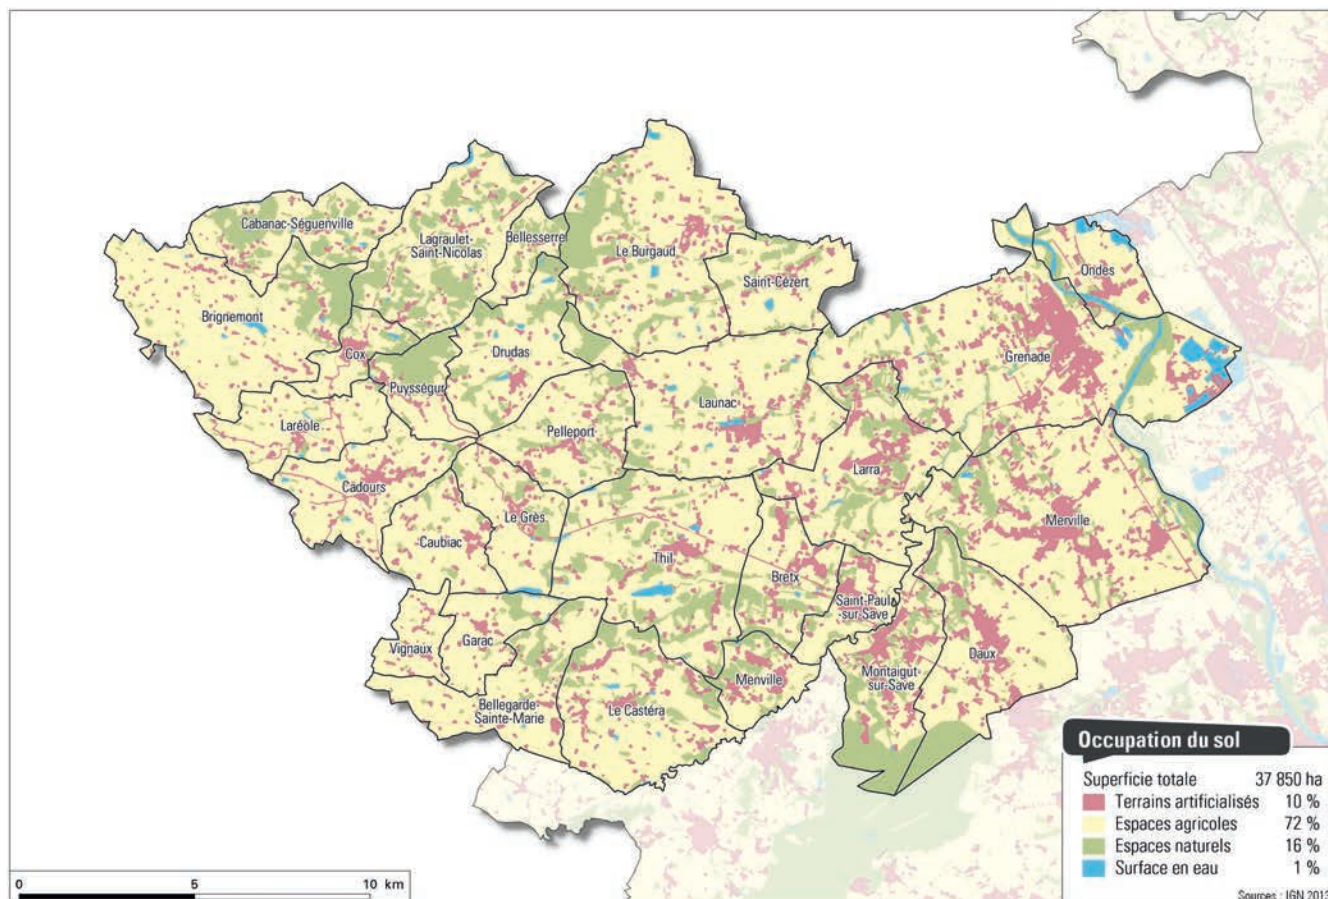 Cabanac-Séguenville
Lagraulet-
Saint-Nicolas
Bellesserre
Le Burgaud
Saint-Cézert
Ondes
Brignemont
Cox
Drudas
Grenade
Puysségur
Launac
Laréole
Pelleport
Larra
Cadours
Le Grès
Merville
Caubiac
Thil
Bretx
Saint-Paul-
sur-Save
Vignaux
Garac
Daux
Menville
Montaigut-
sur-Save
Bellegarde-
Sainte-Marie
Le Castéra
Occupation du sol
Superficie totale 37 850 ha
Terrains artificialisés 10 %
Espaces agricoles 72 %
Espaces naturels 16 %
Surface en eau 1 %
Sources : IGN 2013
0 5 10 km